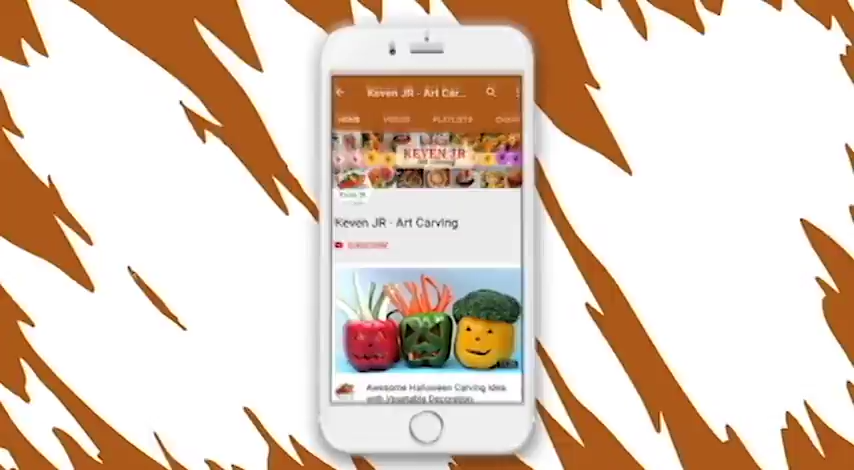 Keven JR - Art Car...
HOME VIDEOS PLAYLISTS
KEVEN JR
Keven JR - Art Carving
SUBSCRIBE
Awesome Halloween Carving Idea
with Vegetable Decoration